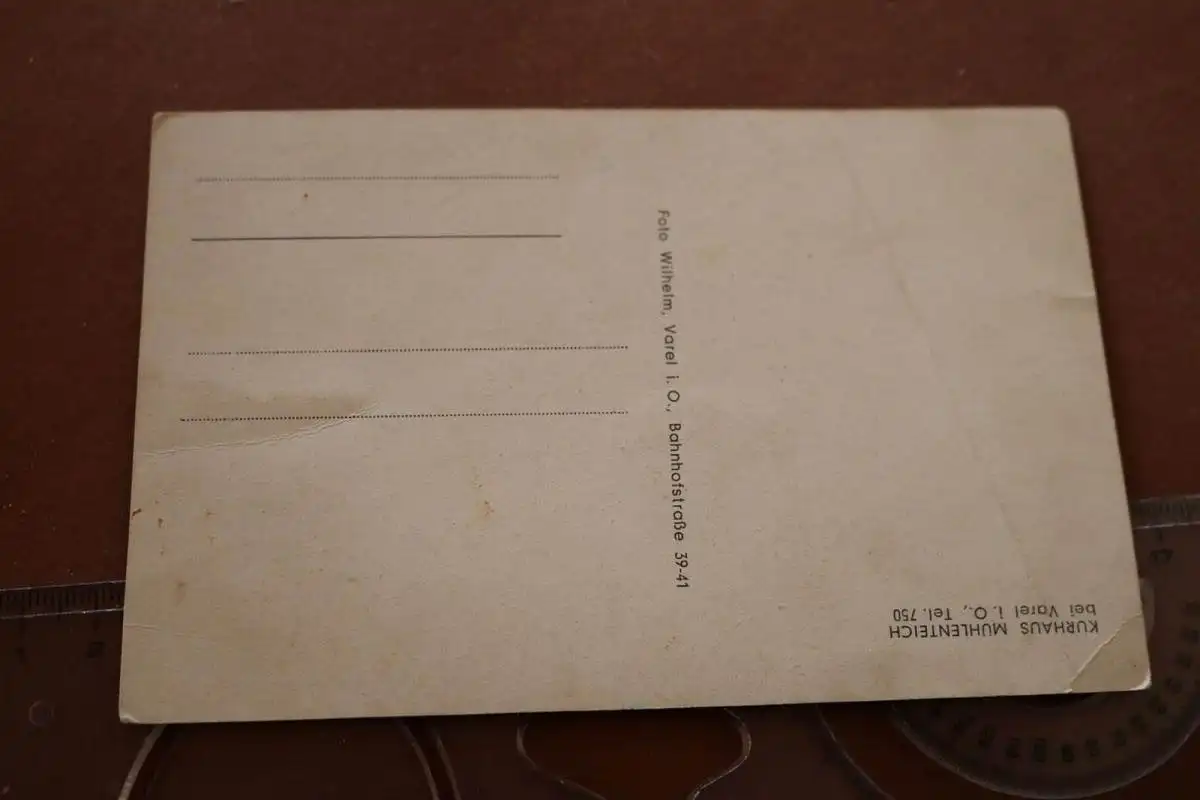 KURHAUS MÜHLENTEICH
bei Varel i. O., Tel. 750
Foto Wilhelm, Varel i. O., Bahnhofstraße 39-41